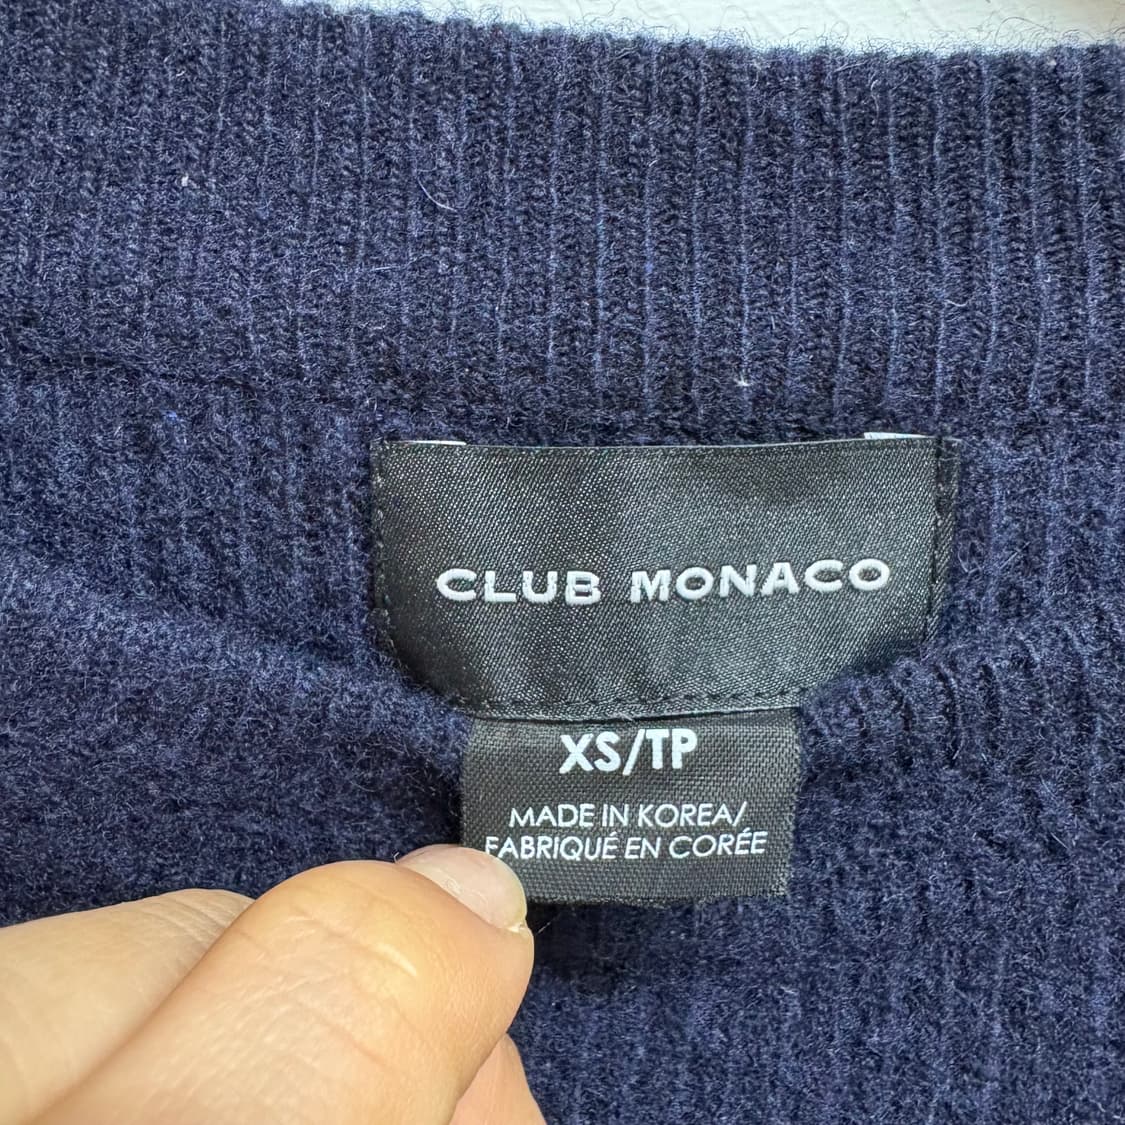 CLUB MONACO
XS/TP
MADE IN KOREA/
FABRIQUÉ EN CORÉE